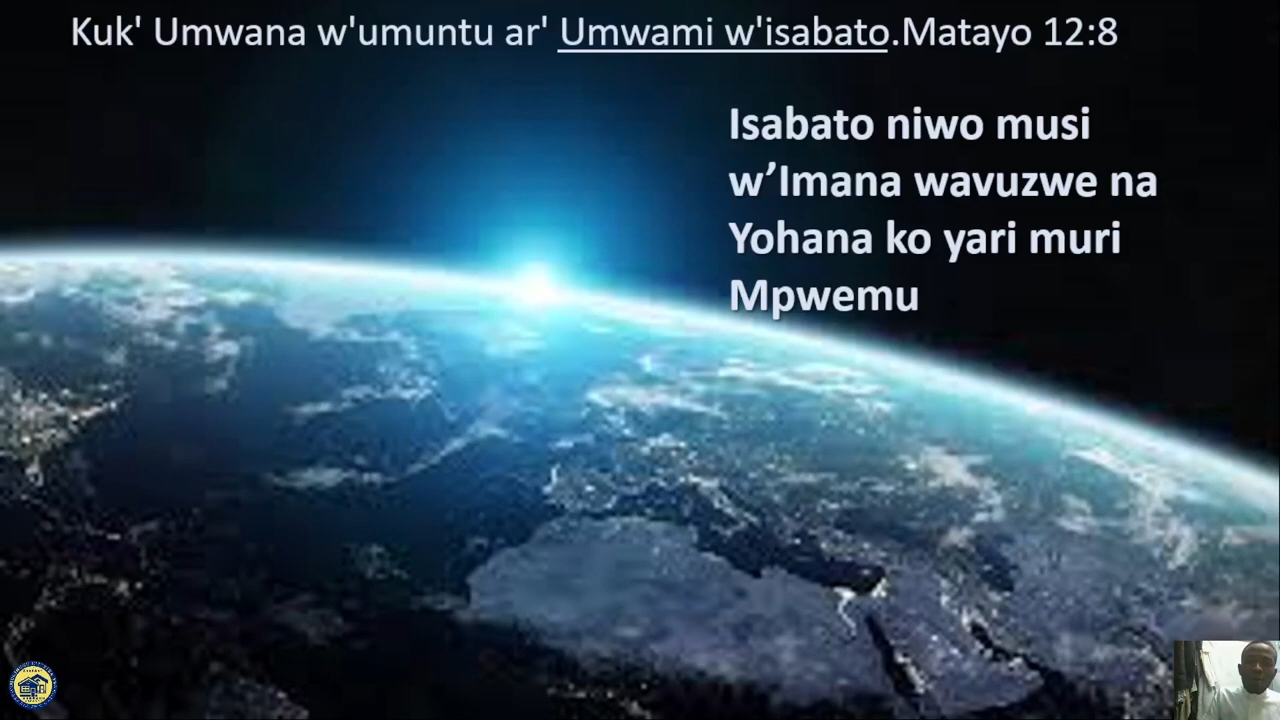 Kuk' Umwana w'umuntu ar' Umwami w'isabato.Matayo 12:8
Isabato niwo musi
w’Imana wavuzwe na
Yohana ko yari muri
Mpwemu